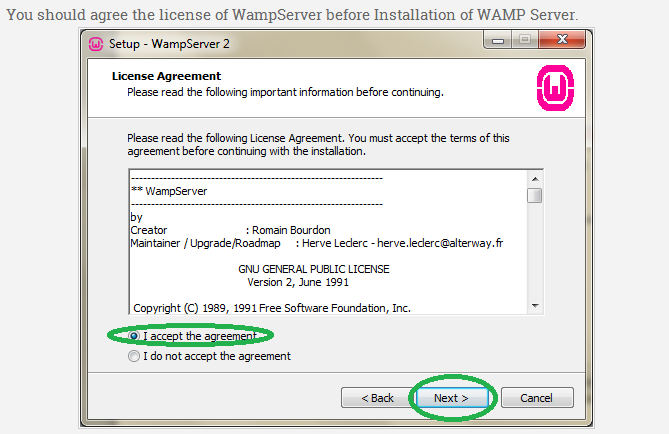 You should agree the license of WampServer before Installation of WAMP Server.
Setup - WampServer 2
License Agreement
Please read the following important information before continuing.
Please read the following License Agreement. You must accept the terms of this
agreement before continuing with the installation.
------------------------------------------------------------
** WampServer
------------------------------------------------------------
by
Creator : Romain Bourdon
Maintainer / Upgrade/Roadmap : Herve Leclerc - herve.leclerc@alterway.fr
GNU GENERAL PUBLIC LICENSE
Version 2, June 1991
Copyright (C) 1989, 1991 Free Software Foundation, Inc.
I accept the agreement
I do not accept the agreement
< Back Next > Cancel